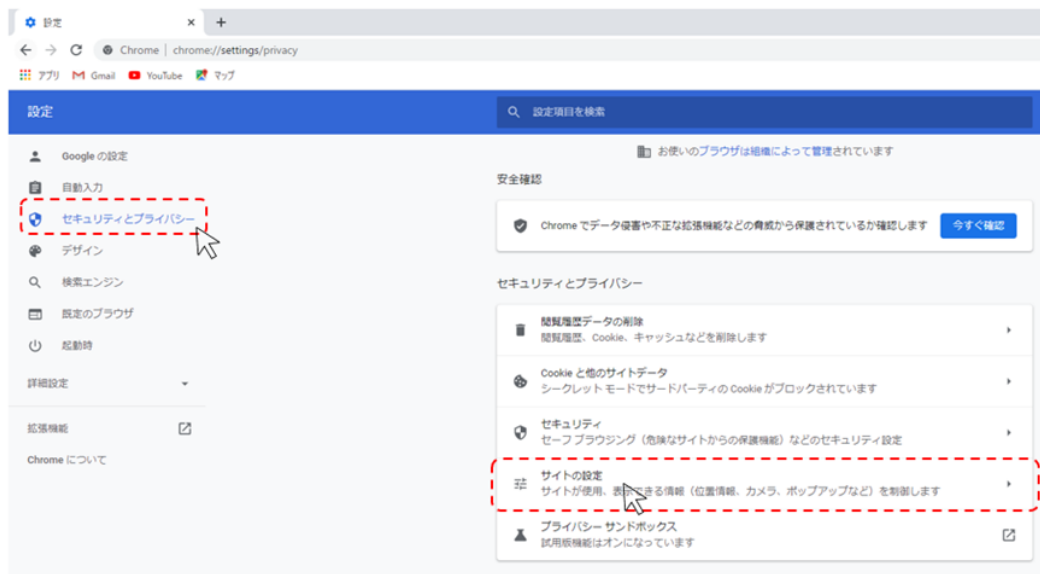 設定
Chrome | chrome://settings/privacy
アプリ Gmail YouTube マップ
設定
設定項目を検索
Google の設定
自動入力
セキュリティとプライバシー
デザイン
検索エンジン
既定のブラウザ
起動時
詳細設定
拡張機能
Chrome について
お使いのブラウザは組織によって管理されています
安全確認
Chrome でデータ侵害や不正な拡張機能などの脅威から保護されているか確認します
今すぐ確認
セキュリティとプライバシー
閲覧履歴データの削除
閲覧履歴、Cookie、キャッシュなどを削除します
Cookie と他のサイトデータ
シークレット モードでサードパーティの Cookie がブロックされています
セキュリティ
セーフ ブラウジング（危険なサイトからの保護機能）などのセキュリティ設定
サイトの設定
サイトが使用、表示できる情報（位置情報、カメラ、ポップアップなど）を制御します
プライバシー サンドボックス
試用版機能はオンになっています